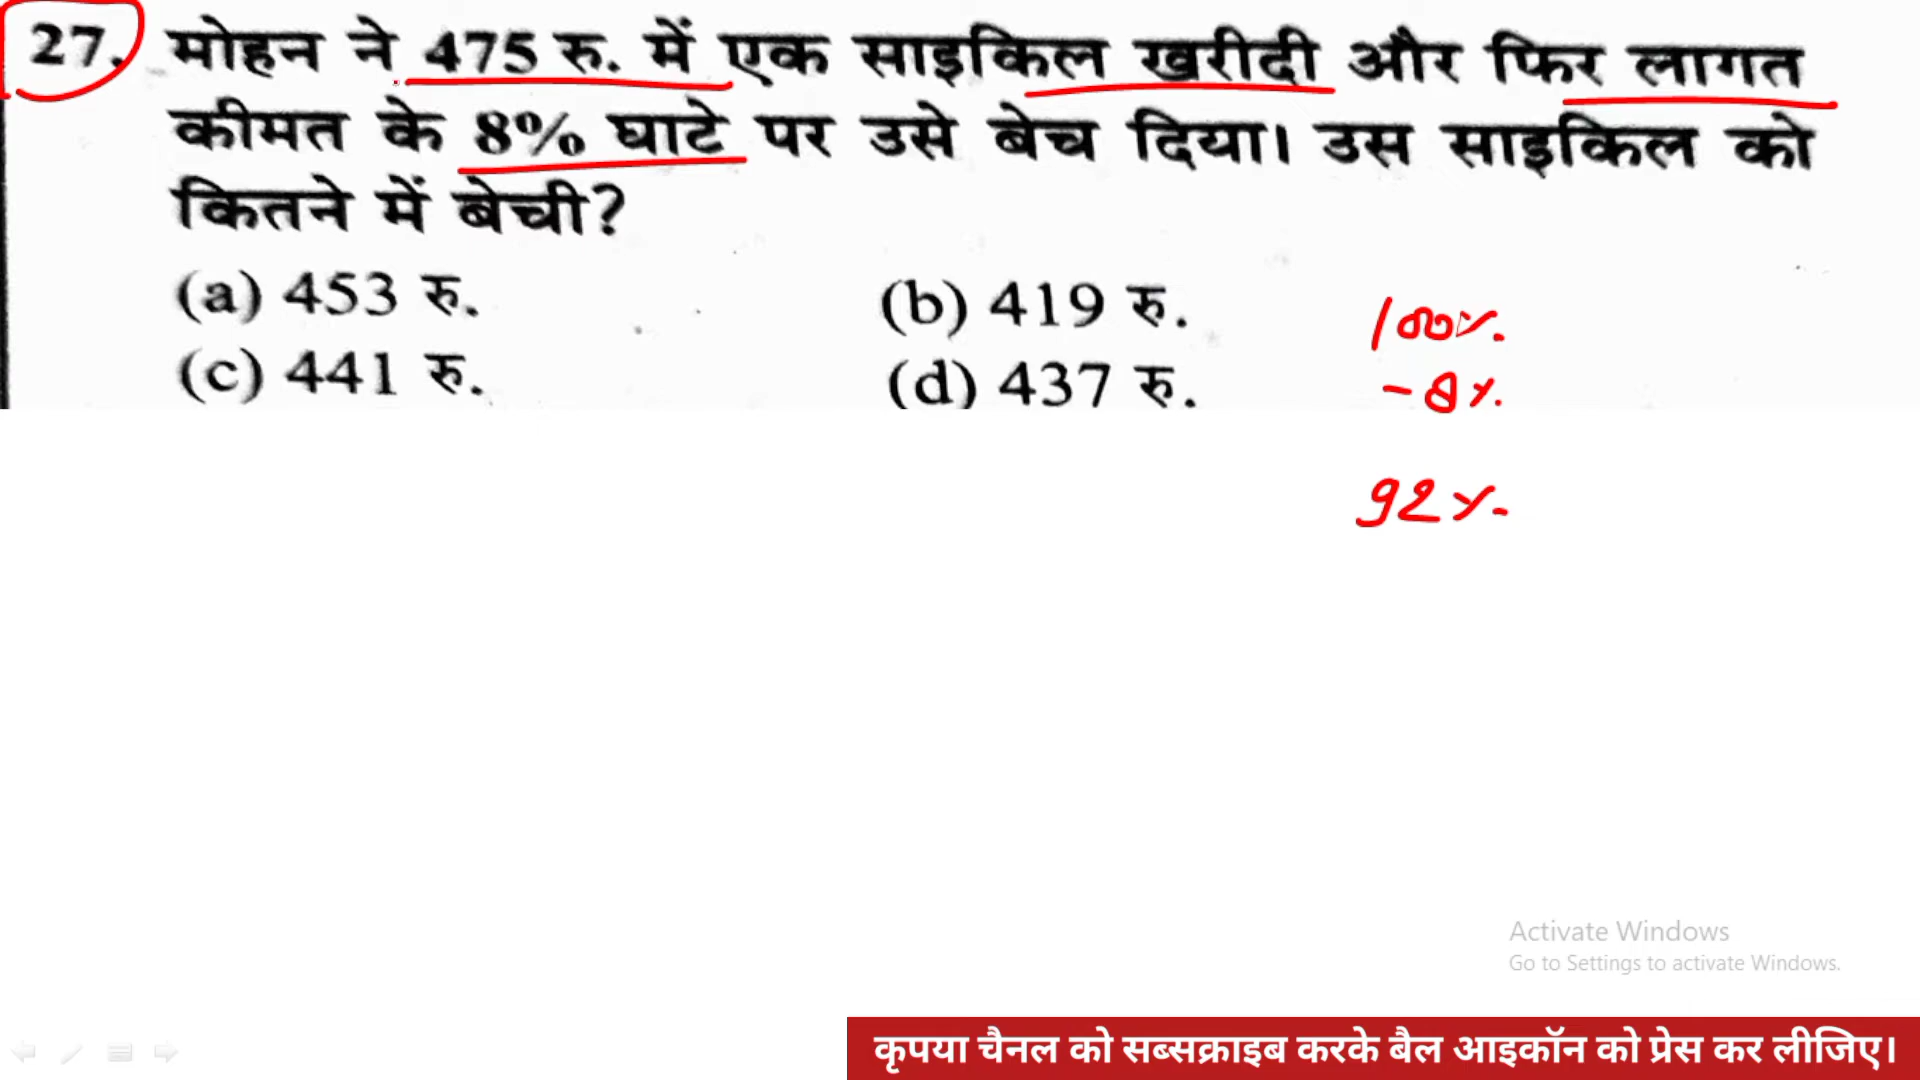 27. मोहन ने 475 रु. में एक साइकिल खरीदी और फिर लागत
कीमत के 8% घाटे पर उसे बेच दिया। उस साइकिल को
कितने में बेची?
(a) 453 रु. (b) 419 रु.
(c) 441 रु. (d) 437 रु.
100%.
- 8%.
92%.
Activate Windows
Go to Settings to activate Windows.
कृपया चैनल को सब्सक्राइब करके बैल आइकॉन को प्रेस कर लीजिए।